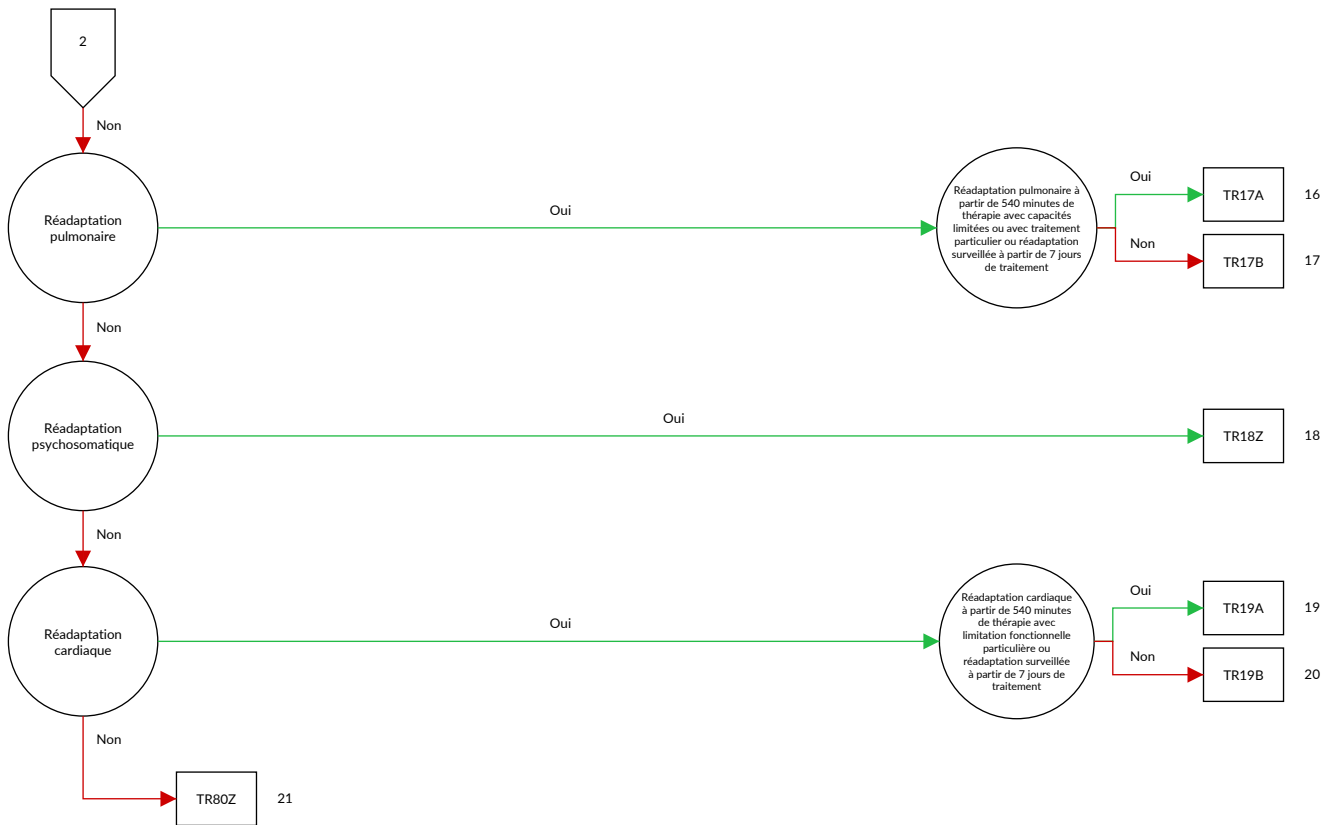 2
Non
Réadaptation
pulmonaire
Oui
Réadaptation pulmonaire à
partir de 540 minutes de
thérapie avec capacités
limitées ou avec traitement
particulier ou réadaptation
surveillée à partir de 7 jours
de traitement
Oui
TR17A
16
Non
TR17B
17
Non
Réadaptation
psychosomatique
Oui
TR18Z
18
Non
Réadaptation
cardiaque
Oui
Réadaptation cardiaque
à partir de 540 minutes
de thérapie avec
limitation fonctionnelle
particulière ou
réadaptation surveillée
à partir de 7 jours de
traitement
Oui
TR19A
19
Non
TR19B
20
Non
TR80Z
21